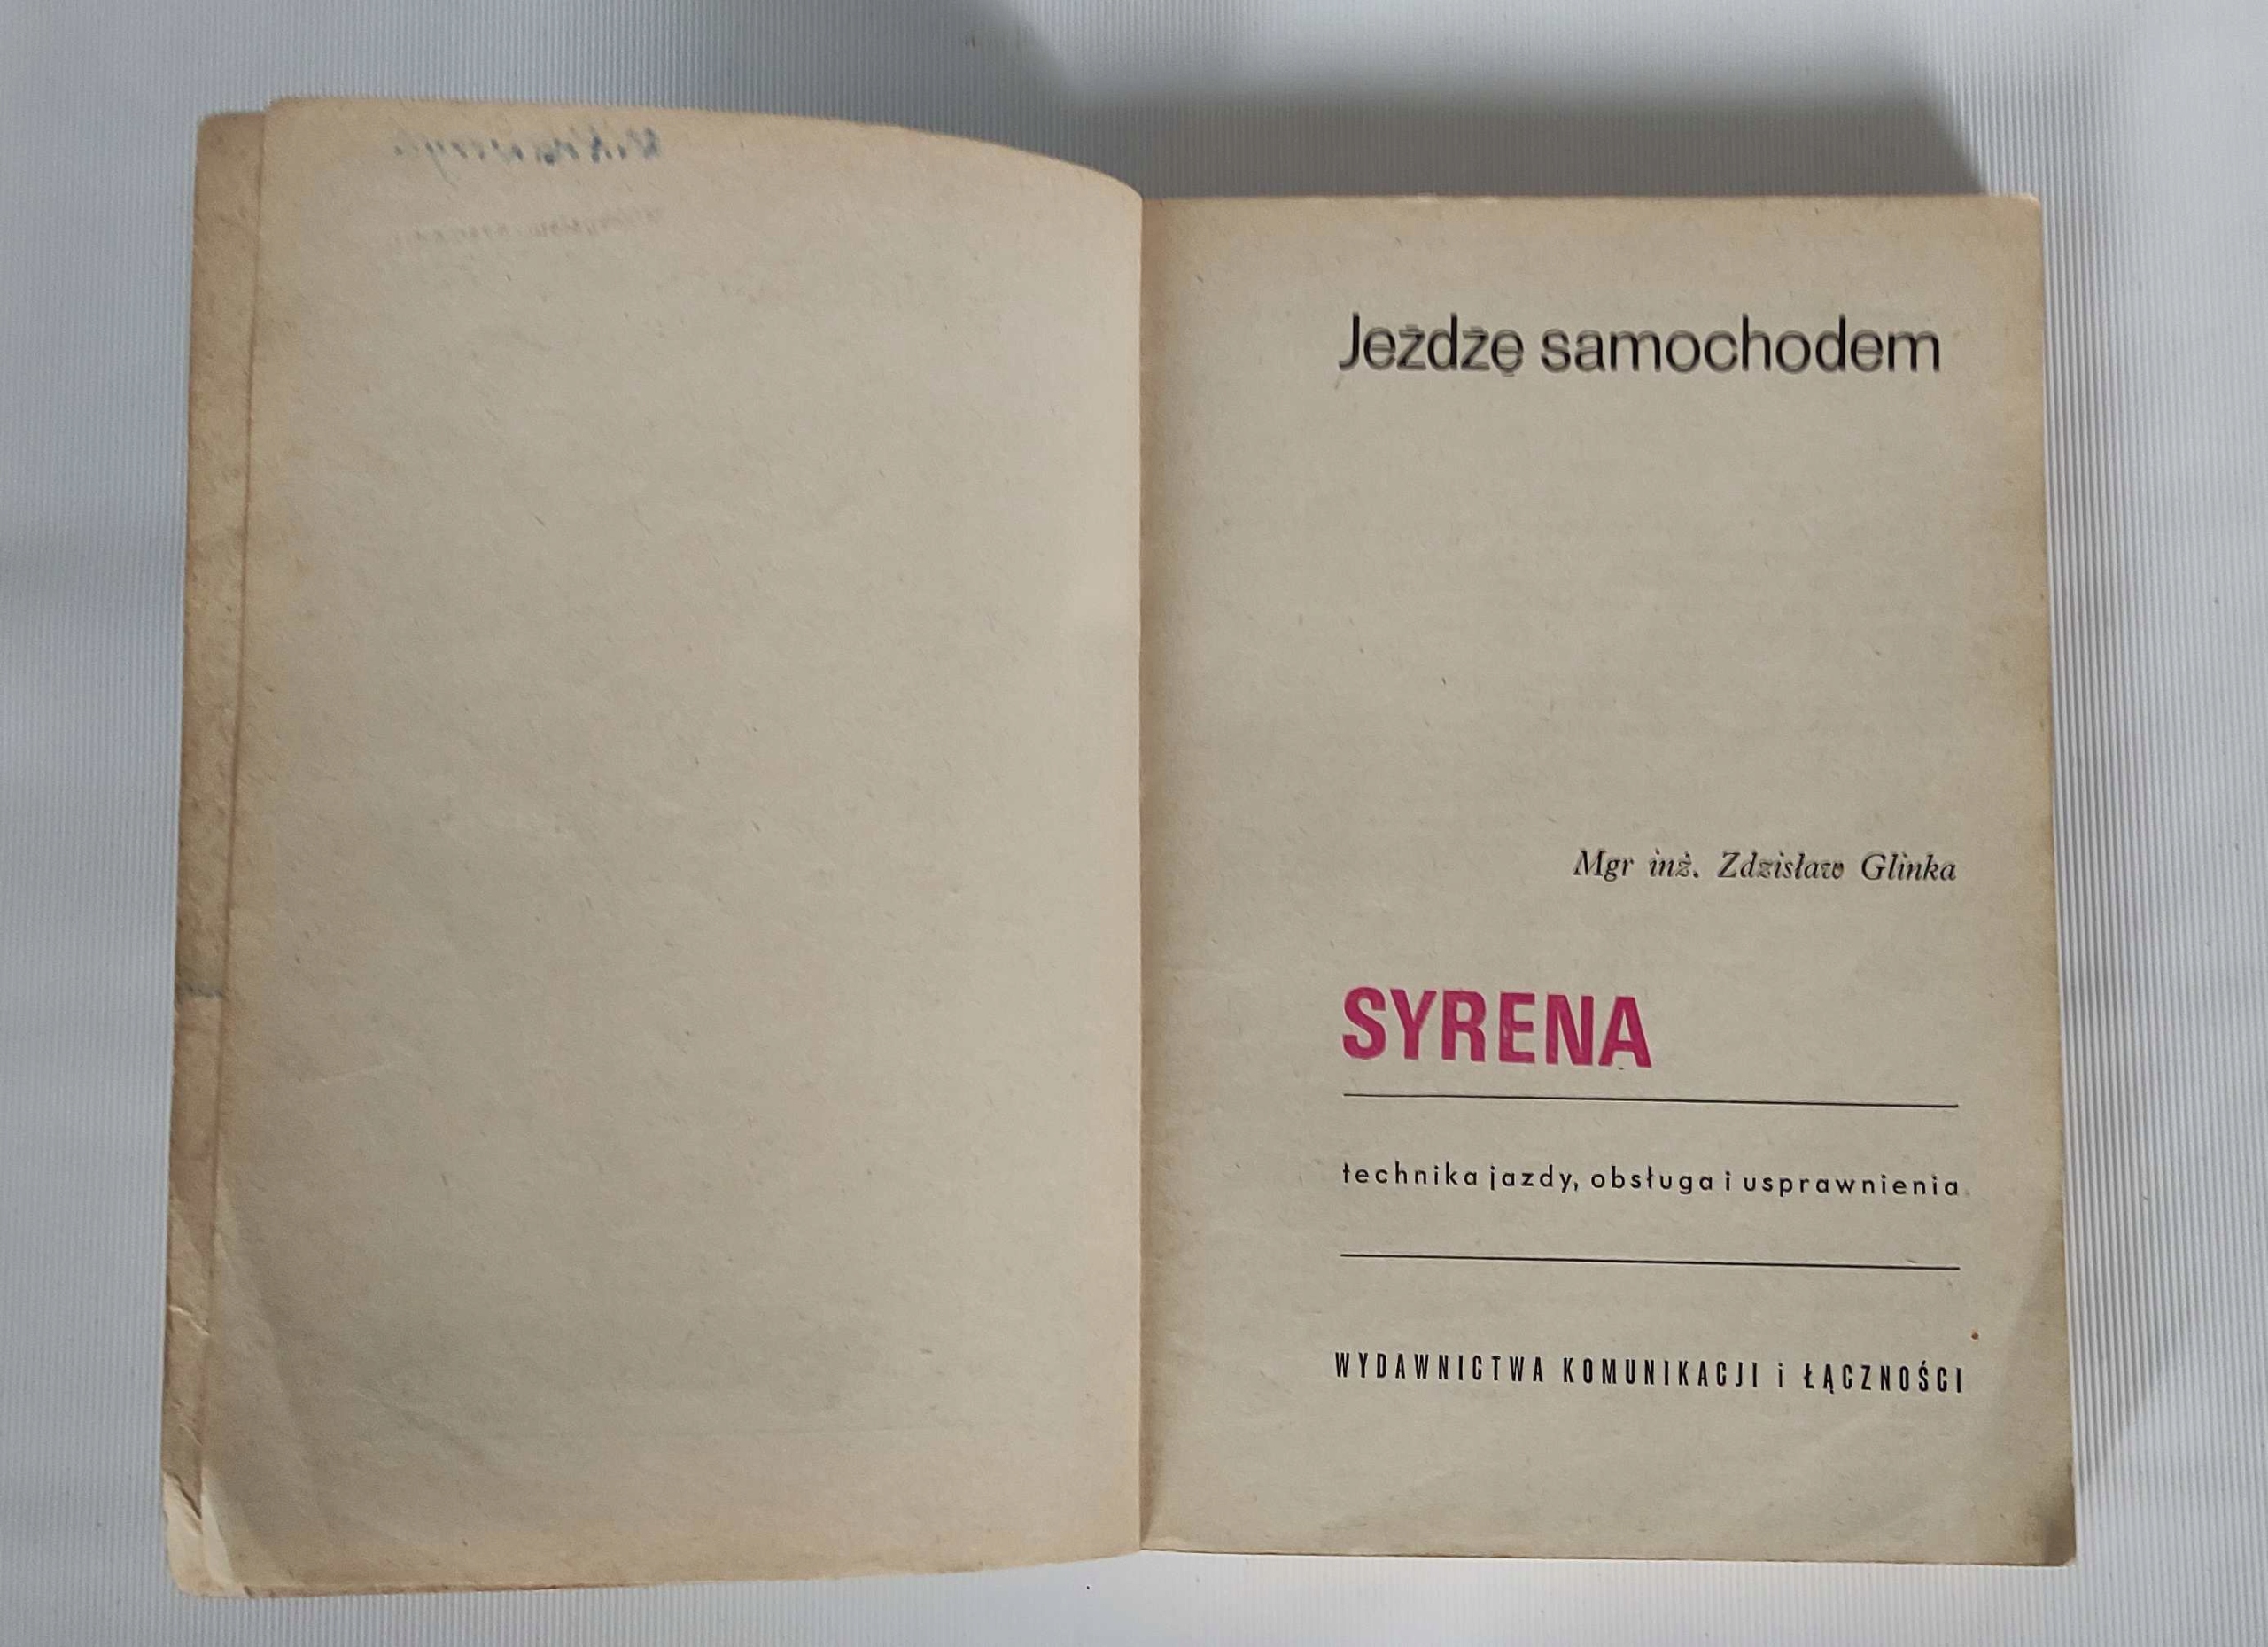 Jeżdżę samochodem
Mgr inż. Zdzisław Glinka
SYRENA
technika jazdy, obsługa i usprawnienia
WYDAWNICTWA KOMUNIKACJI i ŁĄCZNOŚCI